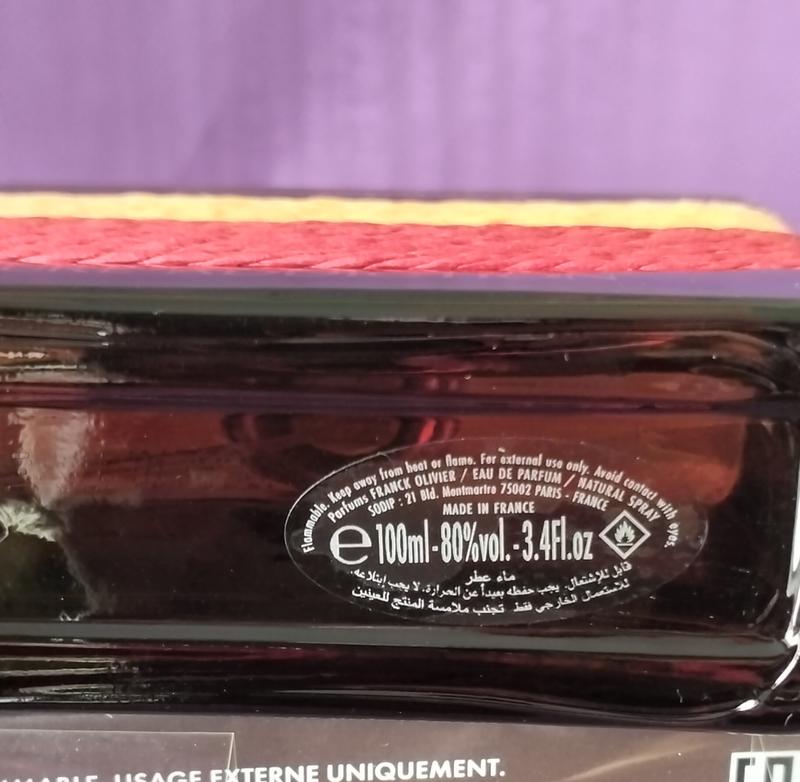 Flammable. Keep away from heat or flame. For external use only. Avoid contact with eyes.
Parfums FRANCK OLIVIER / EAU DE PARFUM / NATURAL SPRAY
SODIP : 21 Bld. Montmartre 75002 PARIS - FRANCE
MADE IN FRANCE
e 100ml-80%vol.-3.4Fl.oz
ماء عطر
قابل للإشتعال. يجب حفظه بعيداً عن الحرارة. لا يجب إبتلاعه.
للاستعمال الخارجي فقط. تجنب ملامسة المنتج للعينين
USAGE EXTERNE UNIQUEMENT.